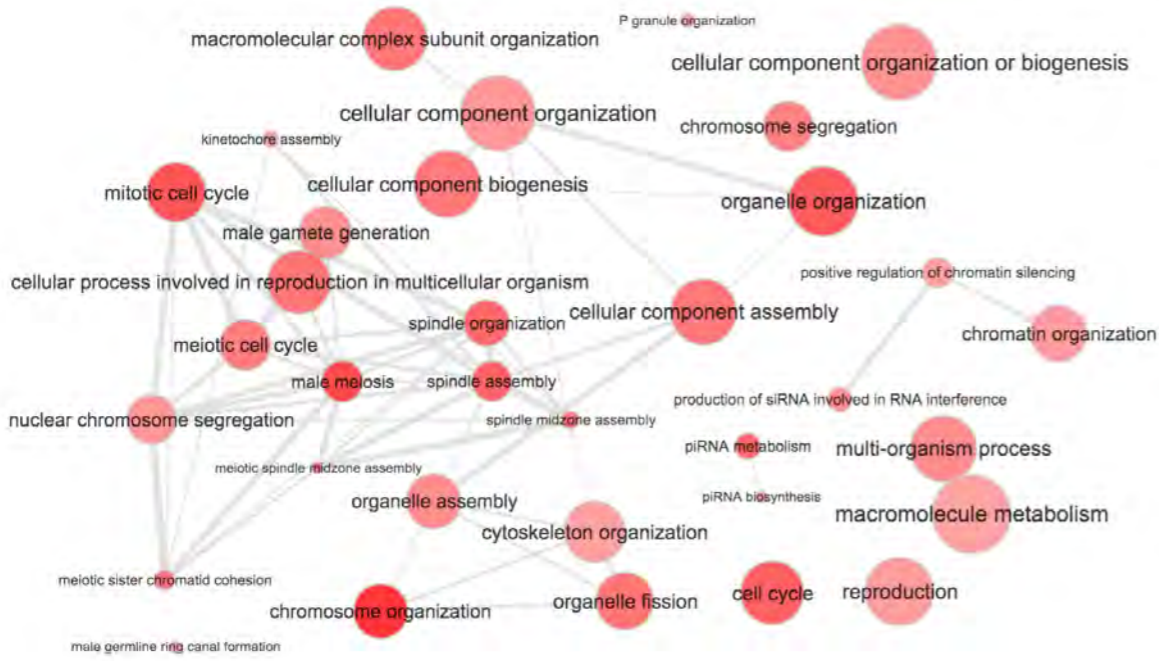 P granule organization
macromolecular complex subunit organization
cellular component organization or biogenesis
cellular component organization
chromosome segregation
kinetochore assembly
cellular component biogenesis
mitotic cell cycle
organelle organization
male gamete generation
positive regulation of chromatin silencing
cellular process involved in reproduction in multicellular organism
cellular component assembly
spindle organization
chromatin organization
meiotic cell cycle
male meiosis
spindle assembly
production of siRNA involved in RNA interference
nuclear chromosome segregation
spindle midzone assembly
piRNA metabolism
multi-organism process
meiotic spindle midzone assembly
piRNA biosynthesis
organelle assembly
macromolecule metabolism
cytoskeleton organization
meiotic sister chromatid cohesion
cell cycle
reproduction
organelle fission
chromosome organization
male germline ring canal formation